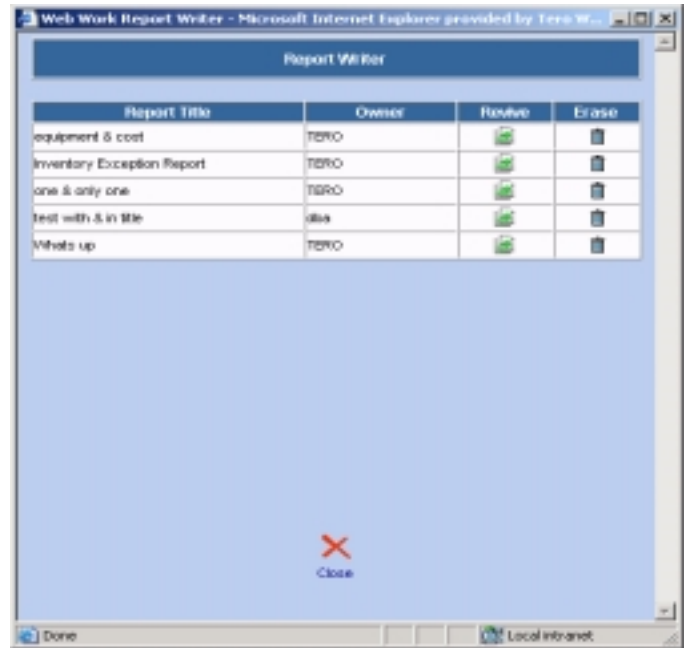 Web Work Report Writer - Microsoft Internet Explorer provided by Tero W...
Report Writer
Report Title Owner Revive Erase
equipment & cost TERO
Inventory Exception Report TERO
one & only one TERO
test with & in title
Whats up TERO
Close
Done Local intranet